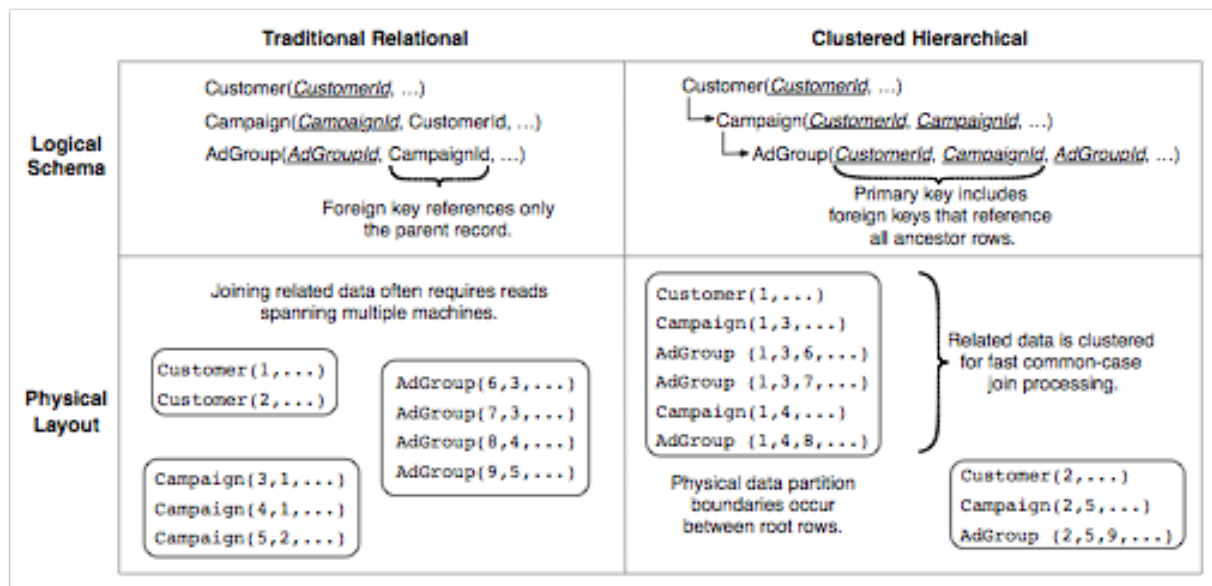 Traditional Relational
Clustered Hierarchical
Logical
Schema
Customer(CustomerId, ...)
Campaign(CampaignId, CustomerId, ...)
AdGroup(AdGroupId, CampaignId, ...)
Foreign key references only
the parent record.
Customer(CustomerId, ...)
Campaign(CustomerId, CampaignId, ...)
AdGroup(CustomerId, CampaignId, AdGroupId, ...)
Primary key includes
foreign keys that reference
all ancestor rows.
Physical
Layout
Joining related data often requires reads
spanning multiple machines.
Customer(1,...)
Customer(2,...)
AdGroup(6,3,...)
AdGroup(7,3,...)
AdGroup(8,4,...)
AdGroup(9,5,...)
Campaign(3,1,...)
Campaign(4,1,...)
Campaign(5,2,...)
Customer(1,...)
Campaign(1,3,...)
AdGroup (1,3,6,...)
AdGroup (1,3,7,...)
Campaign(1,4,...)
AdGroup (1,4,8,...)
Related data is clustered
for fast common-case
join processing.
Physical data partition
boundaries occur
between root rows.
Customer(2,...)
Campaign(2,5,...)
AdGroup (2,5,9,...)